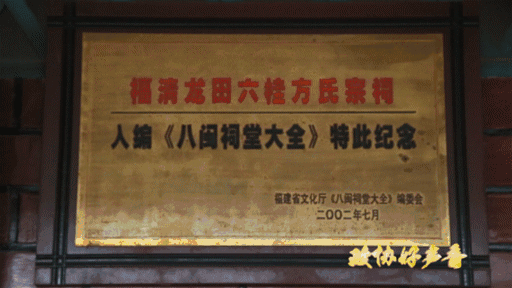 福清龙田六桂方氏宗祠
入编《八闽祠堂大全》特此纪念
福建省文化厅《八闽祠堂大全》编委会
二〇〇二年七月
政协好声音